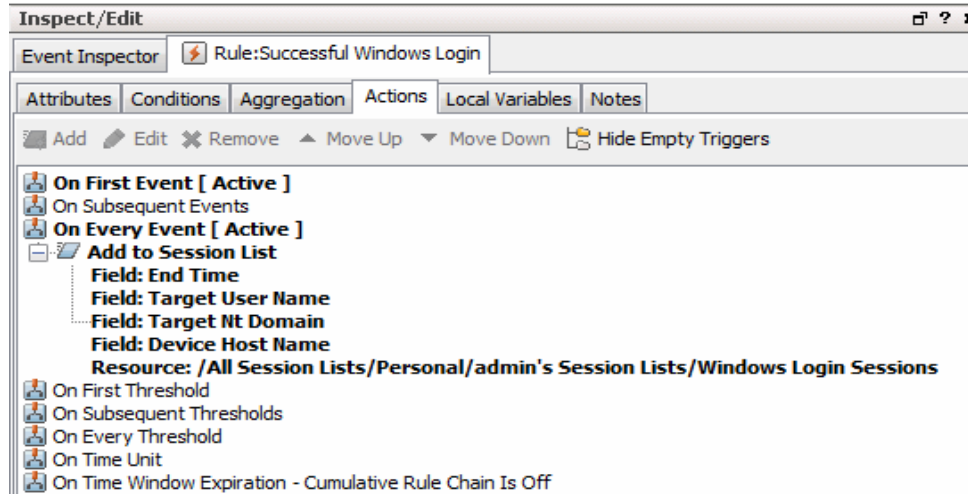 Inspect/Edit ?
Event Inspector Rule:Successful Windows Login
Attributes Conditions Aggregation Actions Local Variables Notes
Add Edit Remove Move Up Move Down Hide Empty Triggers
On First Event [ Active ]
On Subsequent Events
On Every Event [ Active ]
Add to Session List
Field: End Time
Field: Target User Name
Field: Target Nt Domain
Field: Device Host Name
Resource: /All Session Lists/Personal/admin's Session Lists/Windows Login Sessions
On First Threshold
On Subsequent Thresholds
On Every Threshold
On Time Unit
On Time Window Expiration - Cumulative Rule Chain Is Off